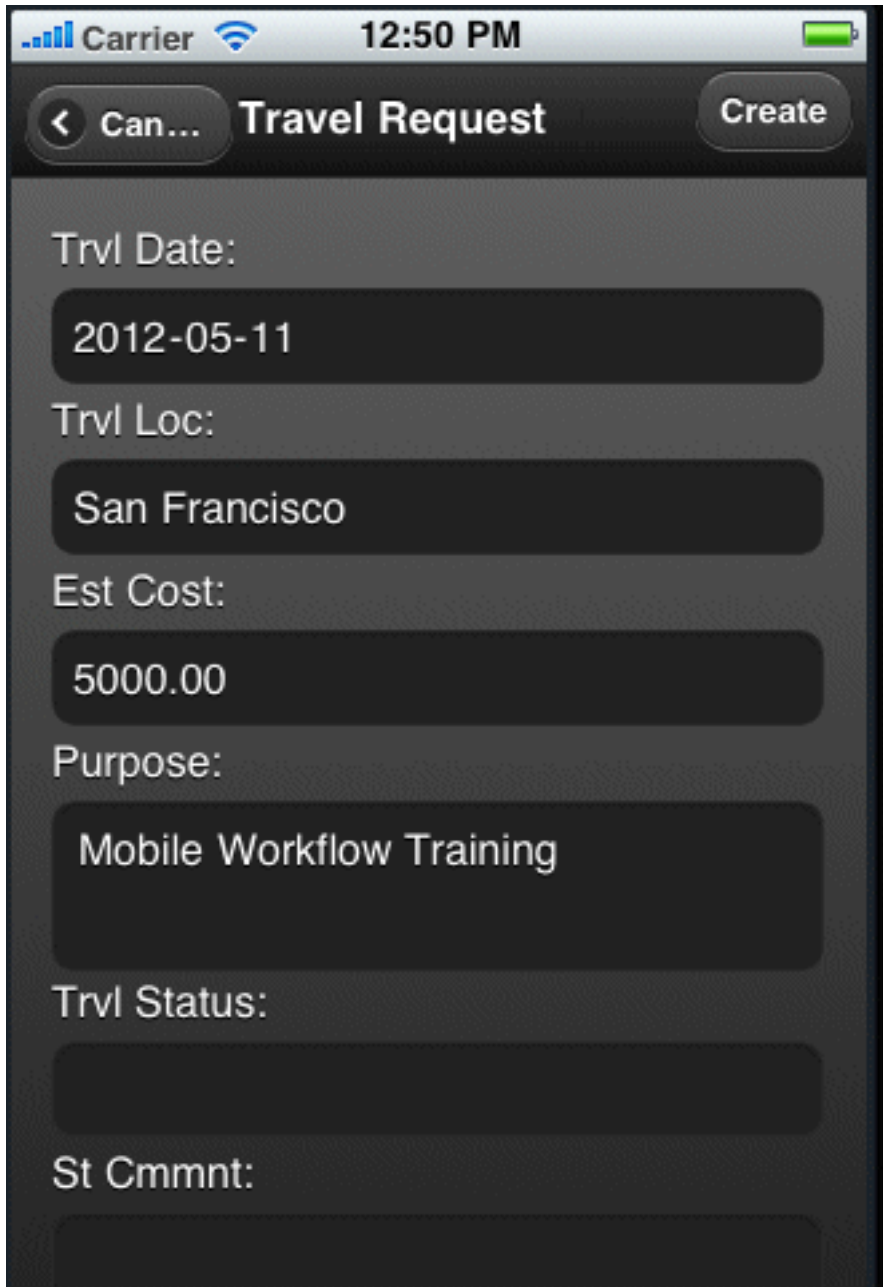 Carrier 12:50 PM
Can... Travel Request Create
Trvl Date:
2012-05-11
Trvl Loc:
San Francisco
Est Cost:
5000.00
Purpose:
Mobile Workflow Training
Trvl Status:
St Cmmnt: